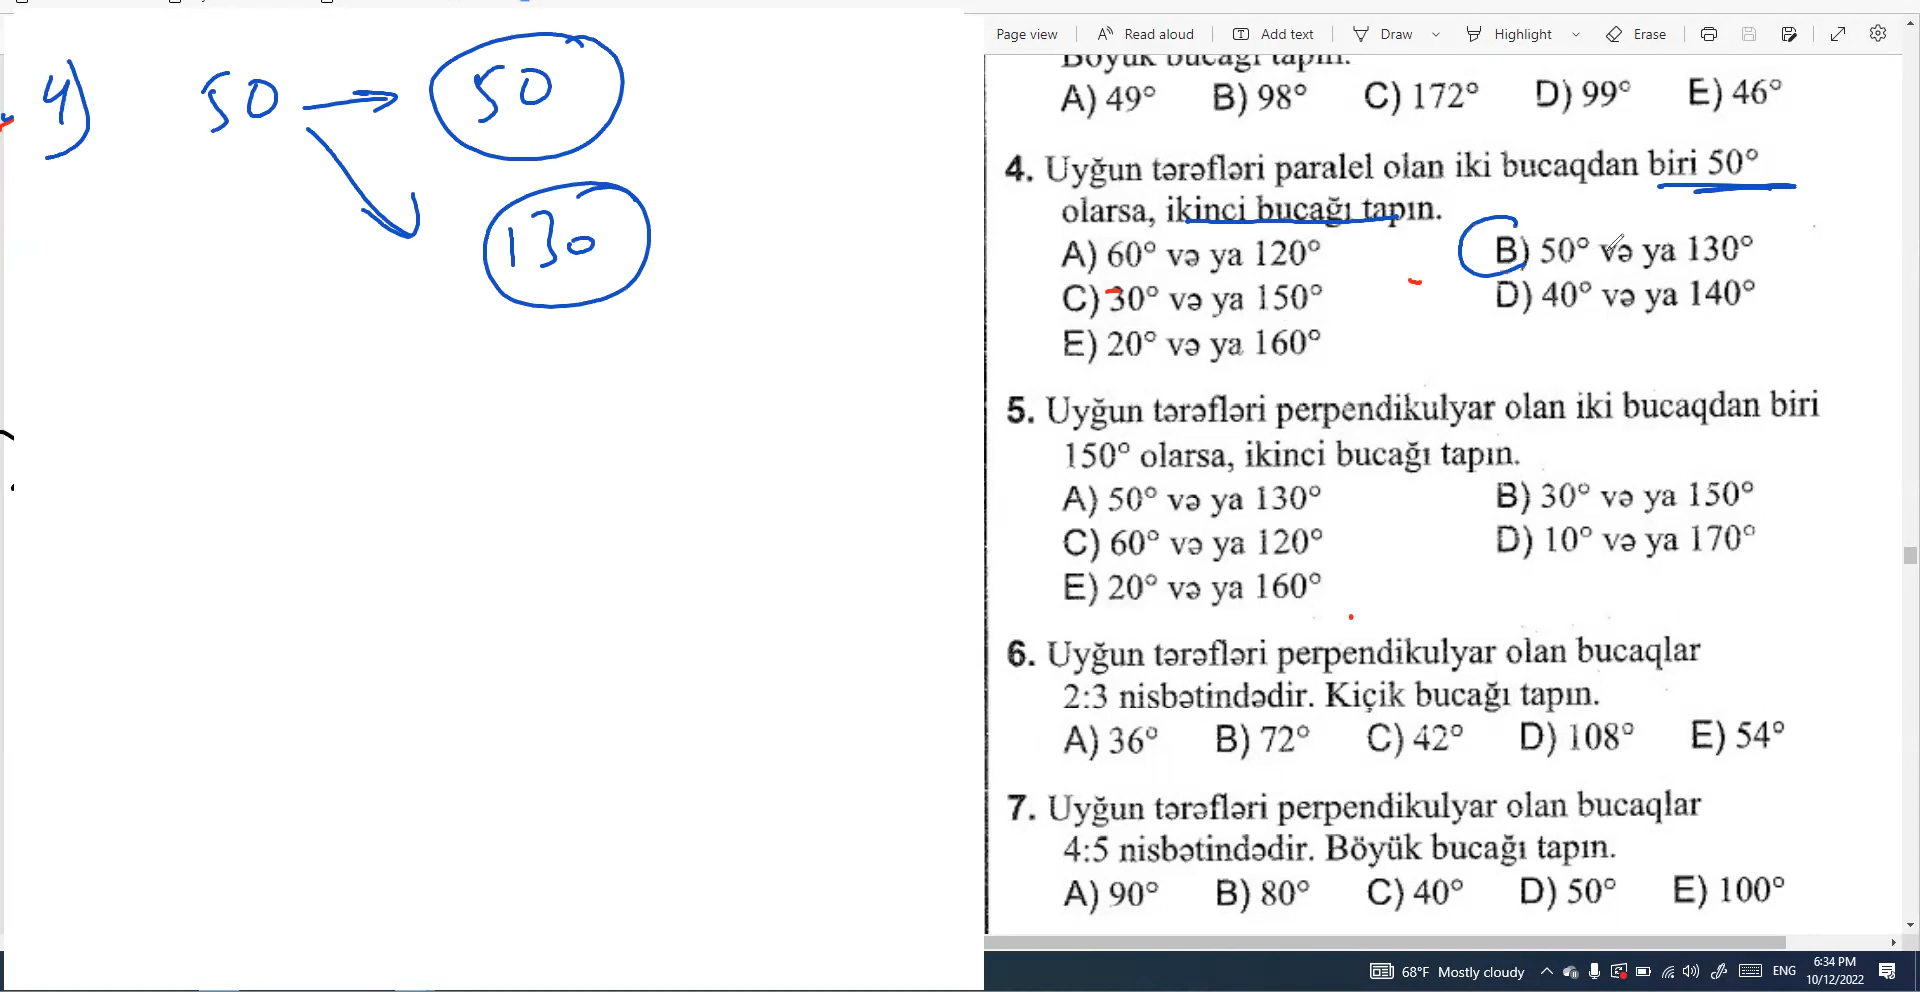 4) 50 → 50
130
Page view
Read aloud
Add text
Draw
Highlight
Erase
Böyük bucağı tapın.
A) 49° B) 98° C) 172° D) 99° E) 46°
4. Uyğun tərəfləri paralel olan iki bucaqdan biri 50°
olarsa, ikinci bucağı tapın.
A) 60° və ya 120° B) 50° və ya 130°
C) 30° və ya 150° D) 40° və ya 140°
E) 20° və ya 160°
5. Uyğun tərəfləri perpendikulyar olan iki bucaqdan biri
150° olarsa, ikinci bucağı tapın.
A) 50° və ya 130° B) 30° və ya 150°
C) 60° və ya 120° D) 10° və ya 170°
E) 20° və ya 160°
6. Uyğun tərəfləri perpendikulyar olan bucaqlar
2:3 nisbətindədir. Kiçik bucağı tapın.
A) 36° B) 72° C) 42° D) 108° E) 54°
7. Uyğun tərəfləri perpendikulyar olan bucaqlar
4:5 nisbətindədir. Böyük bucağı tapın.
A) 90° B) 80° C) 40° D) 50° E) 100°
68°F Mostly cloudy
ENG
6:34 PM
10/12/2022